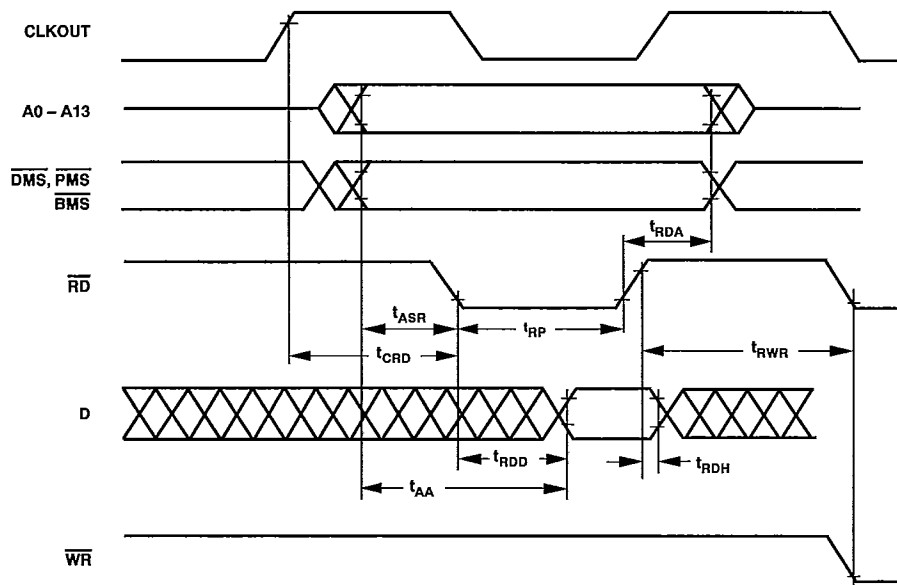 CLKOUT
A0 – A13
DMS, PMS
BMS
tRDA
RD
tASR
tRP
tCRD
tRWR
D
tRDD
tRDH
tAA
WR